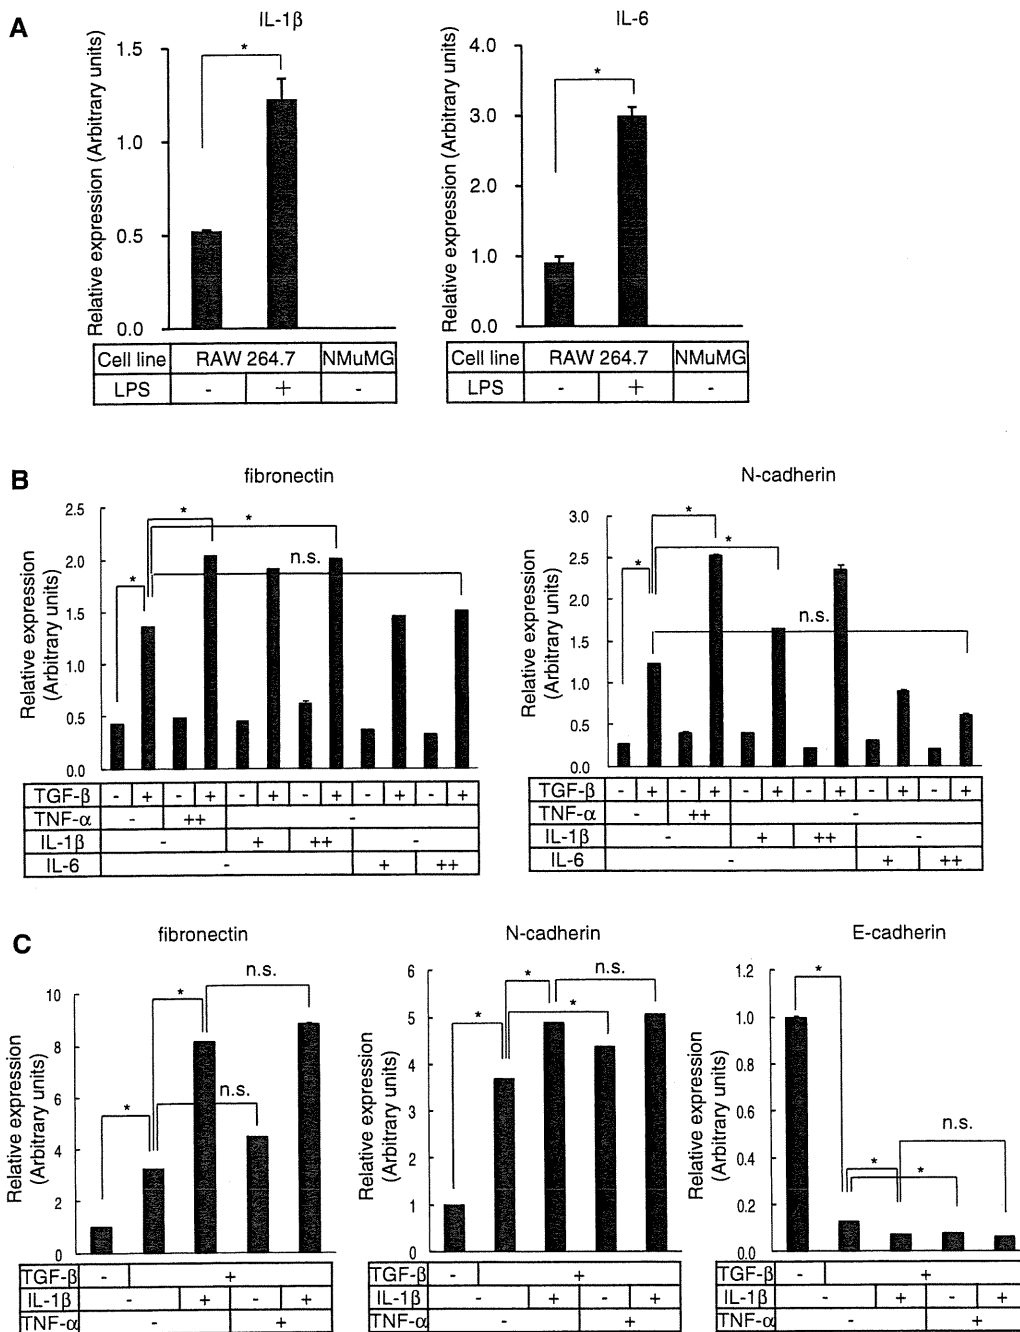 A
IL-1β
IL-6
Relative expression (Arbitrary units)
1.5
1.0
0.5
0.0
*
Relative expression (Arbitrary units)
4.0
3.0
2.0
1.0
0.0
*
Cell line RAW 264.7 NMuMG
LPS - + -
Cell line RAW 264.7 NMuMG
LPS - + -
B
fibronectin
N-cadherin
Relative expression
(Arbitrary units)
2.5
2.0
1.5
1.0
0.5
0.0
*
*
n.s.
*
Relative expression
(Arbitrary units)
3.0
2.5
2.0
1.5
1.0
0.5
0.0
*
*
*
n.s.
TGF-β - + - + - + - + - + - +
TNF-α - ++ -
IL-1β - + ++ -
IL-6 - + ++
TGF-β - + - + - + - + - + - +
TNF-α - ++ -
IL-1β - + ++ -
IL-6 - + ++
C
fibronectin
N-cadherin
E-cadherin
Relative expression
(Arbitrary units)
10
8
6
4
2
0
n.s.
*
n.s.
*
Relative expression
(Arbitrary units)
6
5
4
3
2
1
0
n.s.
*
*
*
Relative expression
(Arbitrary units)
1.2
1.0
0.8
0.6
0.4
0.2
0.0
*
n.s.
*
*
TGF-β - +
IL-1β - + - +
TNF-α - +
TGF-β - +
IL-1β - + - +
TNF-α - +
TGF-β - +
IL-1β - + - +
TNF-α - +